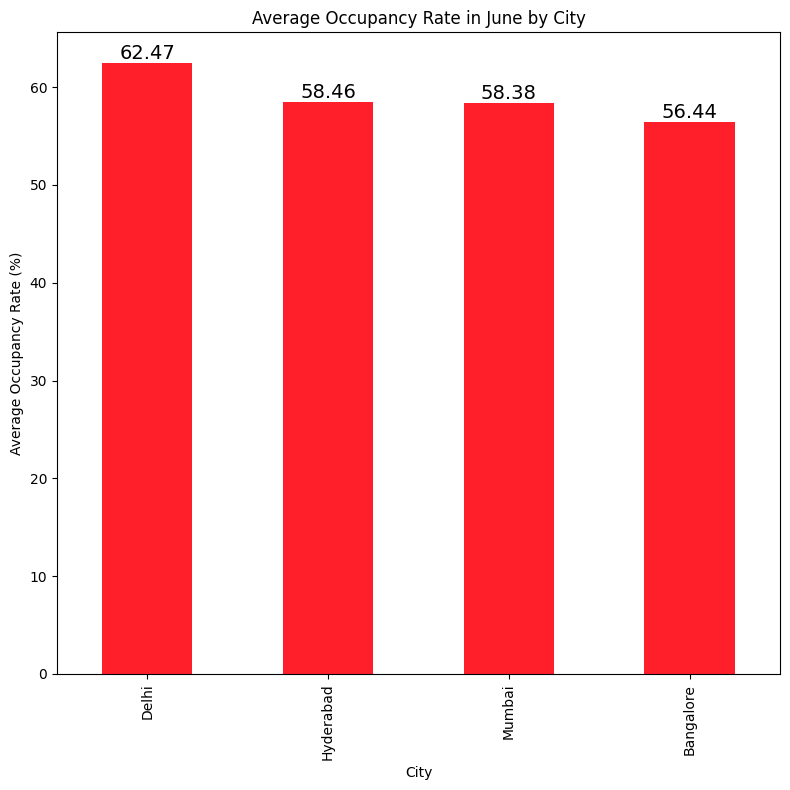 Average Occupancy Rate in June by City
62.47
58.46
58.38
56.44
Average Occupancy Rate (%)
60
50
40
30
20
10
0
Delhi
Hyderabad
Mumbai
Bangalore
City